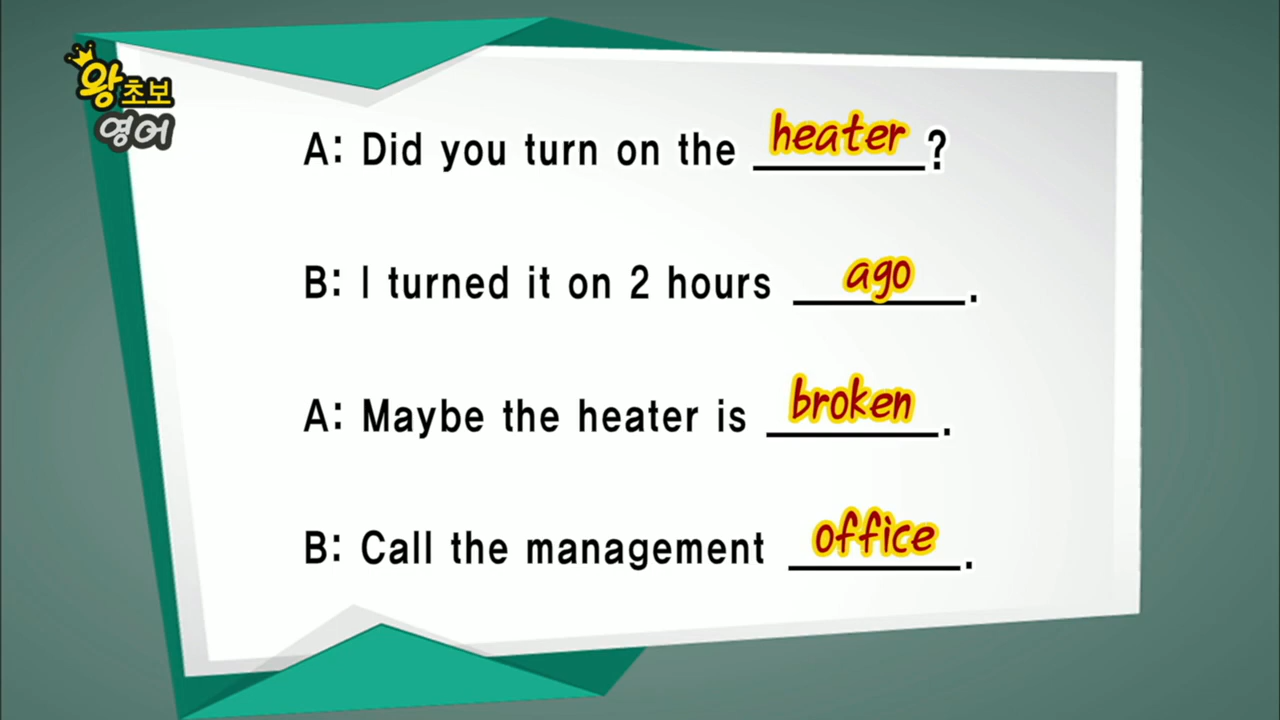 왕초보
영어
A: Did you turn on the heater?
B: I turned it on 2 hours ago.
A: Maybe the heater is broken.
B: Call the management office.